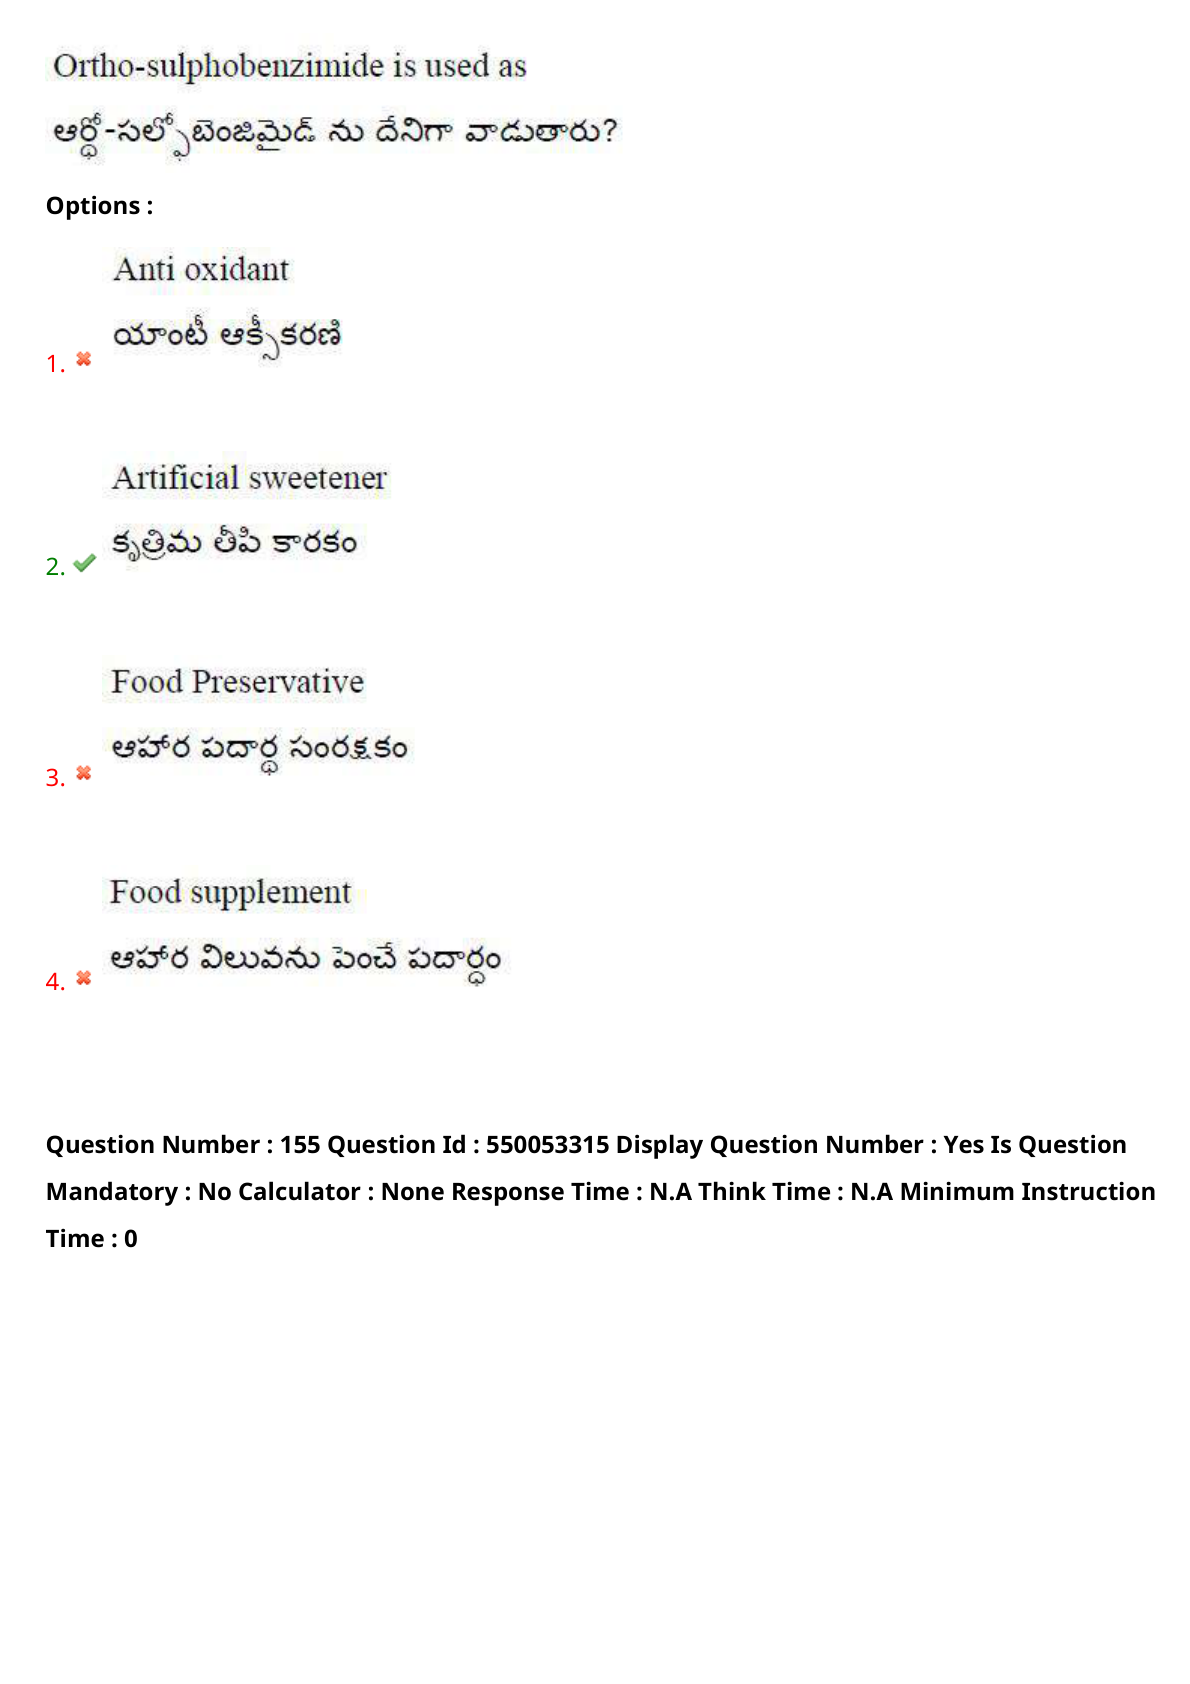 Ortho-sulphobenzimide is used as
ఆర్థో-సల్ఫోబెంజిమైడ్ ను దేనిగా వాడుతారు?
Options :
Anti oxidant
యాంటీ ఆక్సీకరణి
1.
Artificial sweetener
కృత్రిమ తీపి కారకం
2.
Food Preservative
ఆహార పదార్థ సంరక్షకం
3.
Food supplement
ఆహార విలువను పెంచే పదార్ధం
4.
Question Number : 155 Question Id : 550053315 Display Question Number : Yes Is Question
Mandatory : No Calculator : None Response Time : N.A Think Time : N.A Minimum Instruction
Time : 0